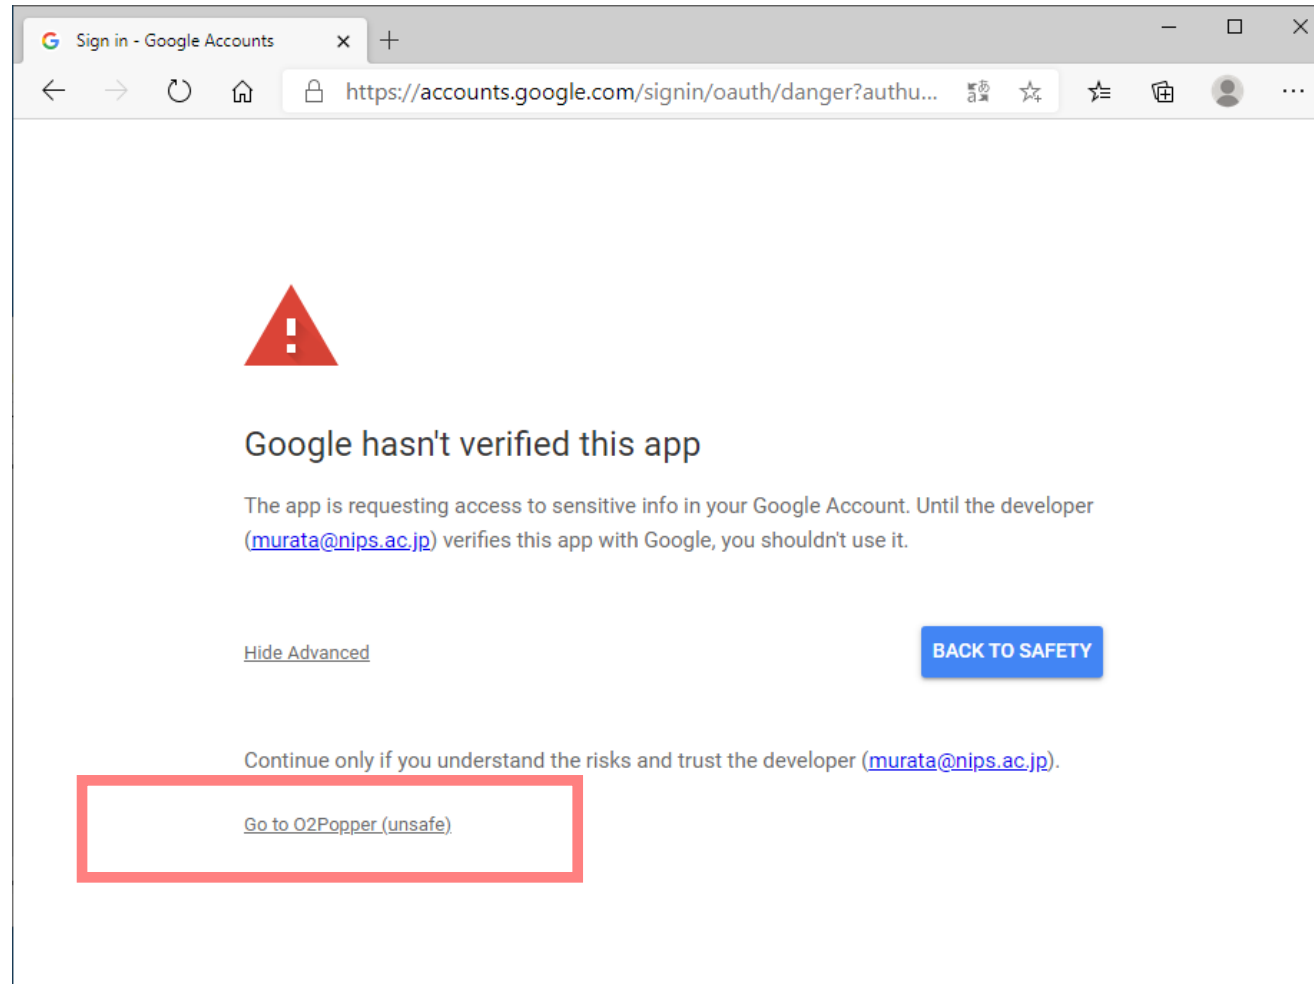 Sign in - Google Accounts
https://accounts.google.com/signin/oauth/danger?authu...
Google hasn't verified this app
The app is requesting access to sensitive info in your Google Account. Until the developer
(murata@nips.ac.jp) verifies this app with Google, you shouldn't use it.
Hide Advanced
BACK TO SAFETY
Continue only if you understand the risks and trust the developer (murata@nips.ac.jp).
Go to O2Popper (unsafe)